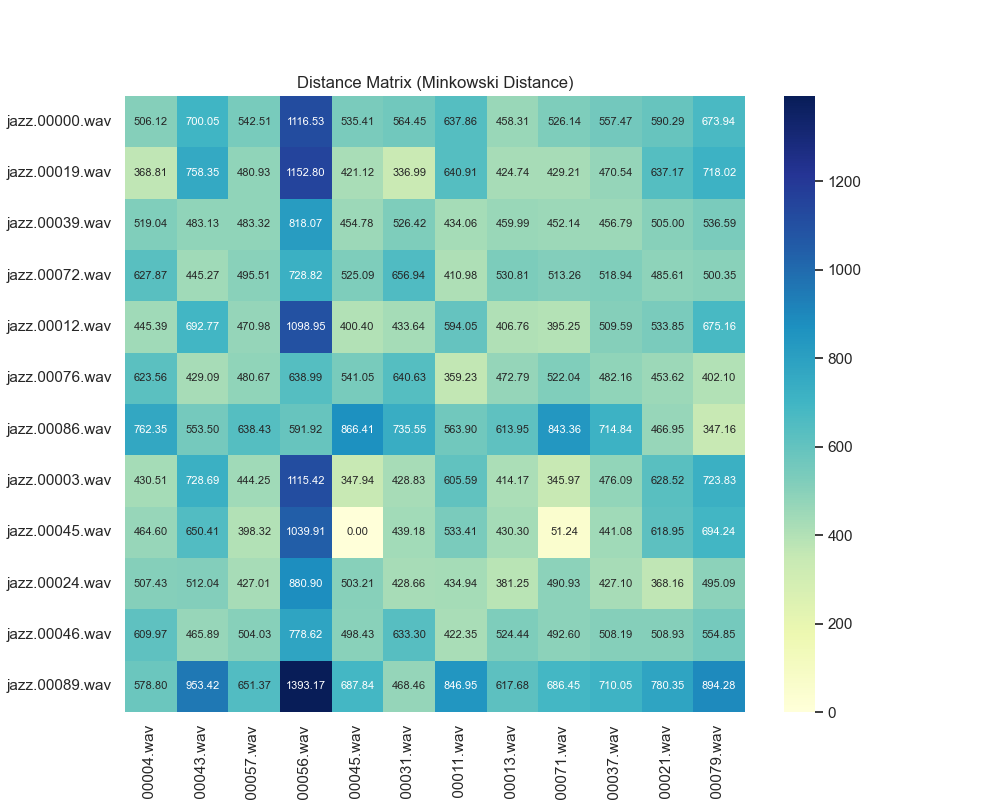 Distance Matrix (Minkowski Distance)
jazz.00000.wav 506.12 700.05 542.51 1116.53 535.41 564.45 637.86 458.31 526.14 557.47 590.29 673.94
jazz.00019.wav 368.81 758.35 480.93 1152.80 421.12 336.99 640.91 424.74 429.21 470.54 637.17 718.02
jazz.00039.wav 519.04 483.13 483.32 818.07 454.78 526.42 434.06 459.99 452.14 456.79 505.00 536.59
jazz.00072.wav 627.87 445.27 495.51 728.82 525.09 656.94 410.98 530.81 513.26 518.94 485.61 500.35
jazz.00012.wav 445.39 692.77 470.98 1098.95 400.40 433.64 594.05 406.76 395.25 509.59 533.85 675.16
jazz.00076.wav 623.56 429.09 480.67 638.99 541.05 640.63 359.23 472.79 522.04 482.16 453.62 402.10
jazz.00086.wav 762.35 553.50 638.43 591.92 866.41 735.55 563.90 613.95 843.36 714.84 466.95 347.16
jazz.00003.wav 430.51 728.69 444.25 1115.42 347.94 428.83 605.59 414.17 345.97 476.09 628.52 723.83
jazz.00045.wav 464.60 650.41 398.32 1039.91 0.00 439.18 533.41 430.30 51.24 441.08 618.95 694.24
jazz.00024.wav 507.43 512.04 427.01 880.90 503.21 428.66 434.94 381.25 490.93 427.10 368.16 495.09
jazz.00046.wav 609.97 465.89 504.03 778.62 498.43 633.30 422.35 524.44 492.60 508.19 508.93 554.85
jazz.00089.wav 578.80 953.42 651.37 1393.17 687.84 468.46 846.95 617.68 686.45 710.05 780.35 894.28
00004.wav 00043.wav 00057.wav 00056.wav 00045.wav 00031.wav 00011.wav 00013.wav 00071.wav 00037.wav 00021.wav 00079.wav
1200
1000
800
600
400
200
0